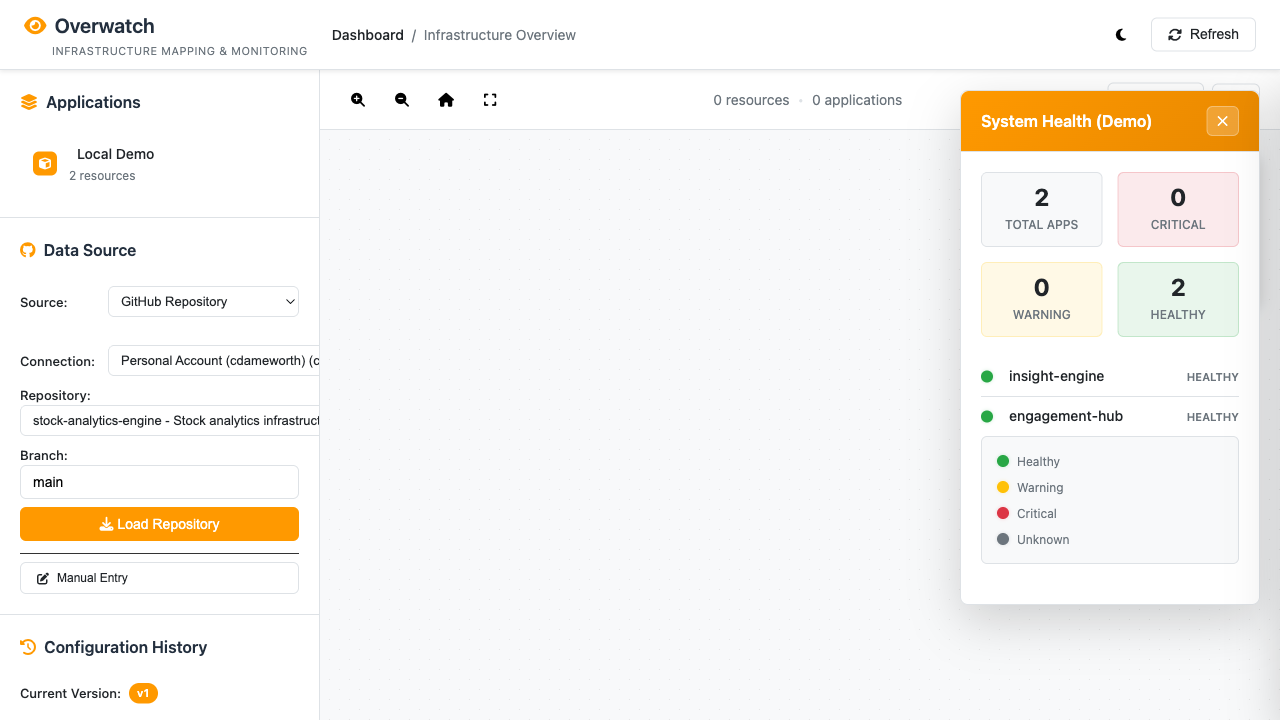 Overwatch
INFRASTRUCTURE MAPPING & MONITORING
Dashboard / Infrastructure Overview
Refresh
Applications
Local Demo
2 resources
Data Source
Source:
GitHub Repository
Connection:
Personal Account (cdameworth) (c
Repository:
stock-analytics-engine - Stock analytics infrastruct
Branch:
main
Load Repository
Manual Entry
Configuration History
Current Version: v1
0 resources • 0 applications
System Health (Demo)
2
TOTAL APPS
0
CRITICAL
0
WARNING
2
HEALTHY
insight-engine HEALTHY
engagement-hub HEALTHY
Healthy
Warning
Critical
Unknown